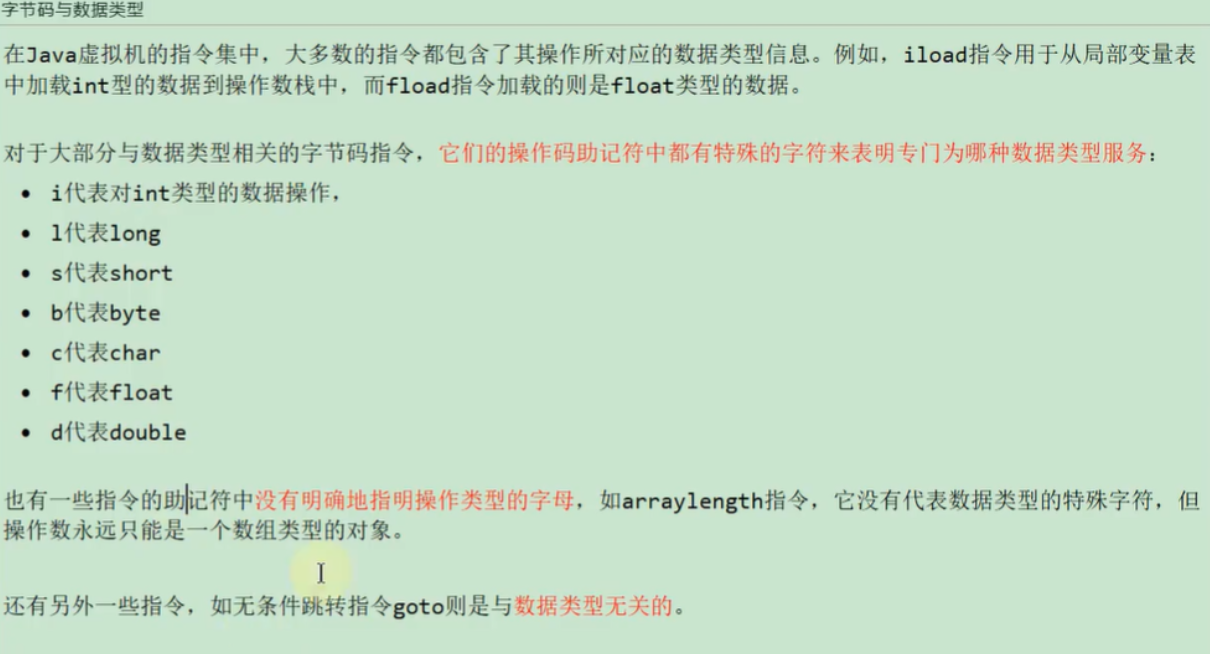 字节码与数据类型
在Java虚拟机的指令集中，大多数的指令都包含了其操作所对应的数据类型信息。例如，iload指令用于从局部变量表
中加载int型的数据到操作数栈中，而fload指令加载的则是float类型的数据。
对于大部分与数据类型相关的字节码指令，它们的操作码助记符中都有特殊的字符来表明专门为哪种数据类型服务：
• i代表对int类型的数据操作，
• l代表long
• s代表short
• b代表byte
• c代表char
• f代表float
• d代表double
也有一些指令的助记符中没有明确地指明操作类型的字母，如arraylength指令，它没有代表数据类型的特殊字符，但
操作数永远只能是一个数组类型的对象。
还有另外一些指令，如无条件跳转指令goto则是与数据类型无关的。